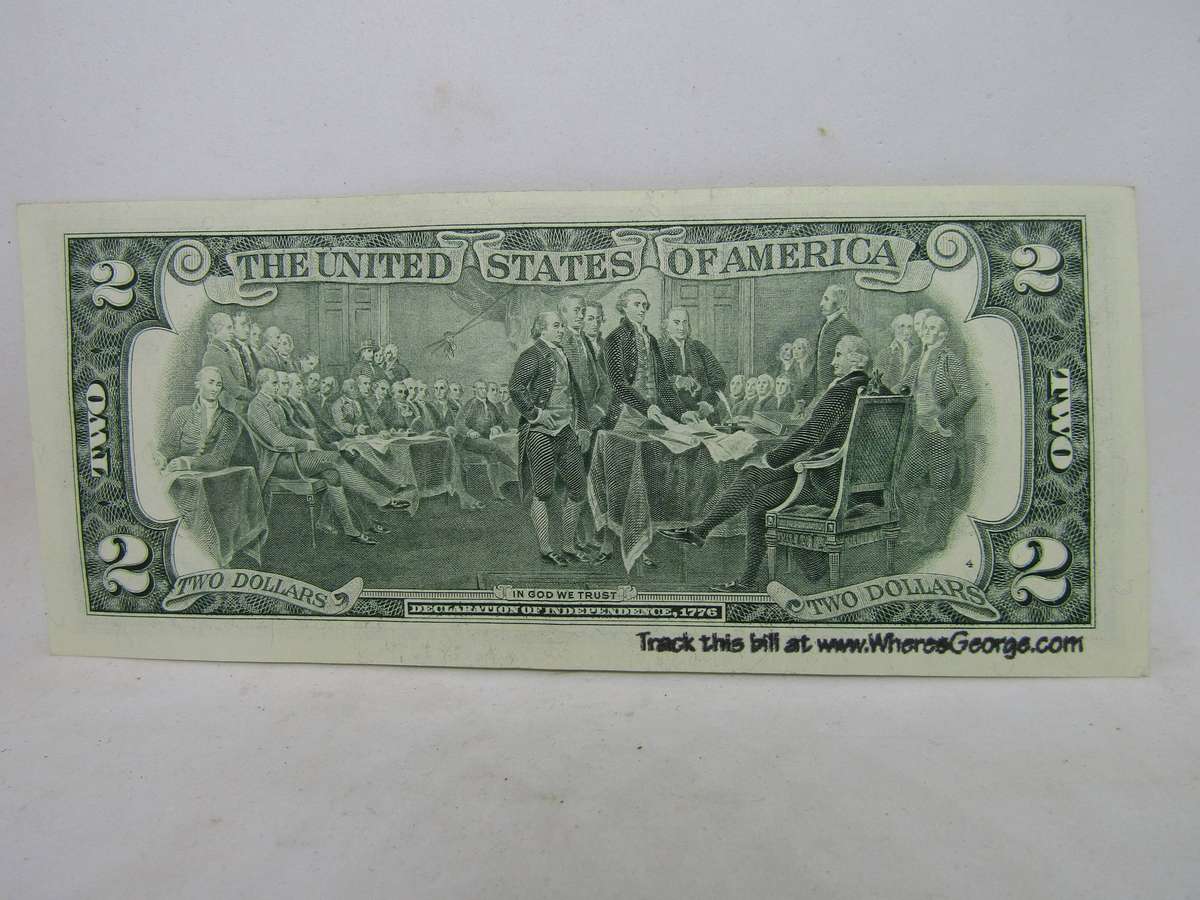 THE UNITED STATES OF AMERICA
2
2
TWO
TWO
2
2
TWO DOLLARS
TWO DOLLARS
4
IN GOD WE TRUST
DECLARATION OF INDEPENDENCE, 1776
Track this bill at www.WheresGeorge.com